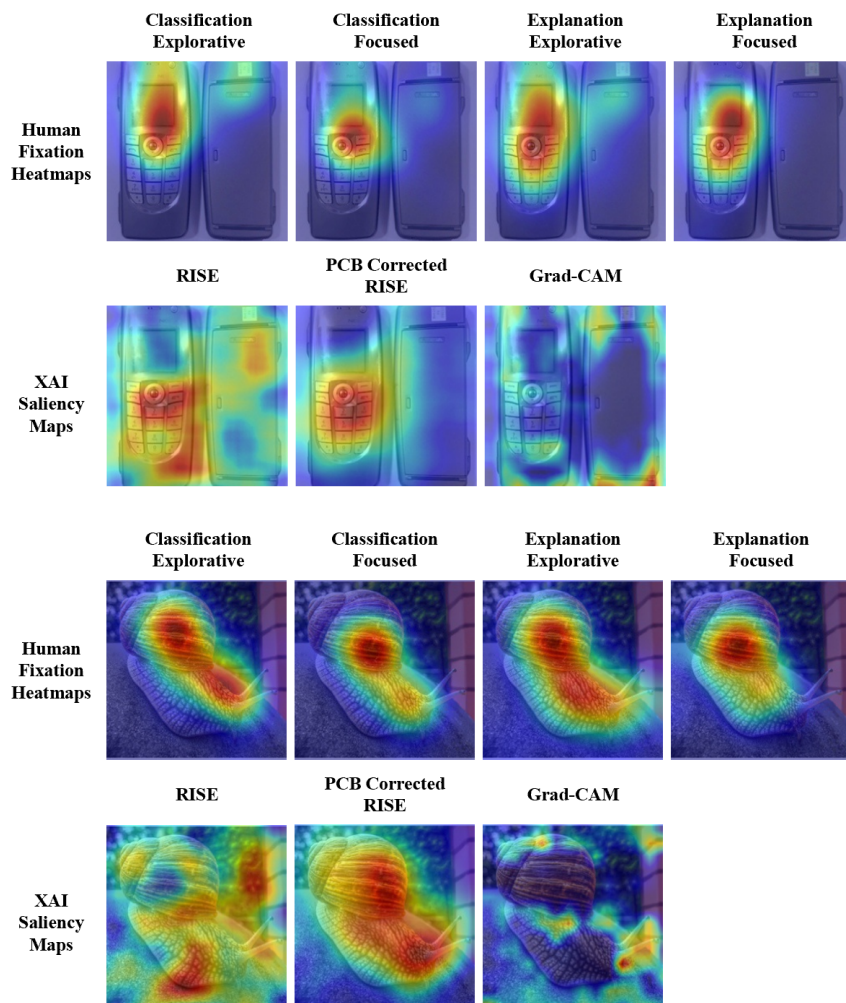 Classification Explorative
Classification Focused
Explanation Explorative
Explanation Focused
Human Fixation Heatmaps
RISE
PCB Corrected RISE
Grad-CAM
XAI Saliency Maps
Classification Explorative
Classification Focused
Explanation Explorative
Explanation Focused
Human Fixation Heatmaps
RISE
PCB Corrected RISE
Grad-CAM
XAI Saliency Maps